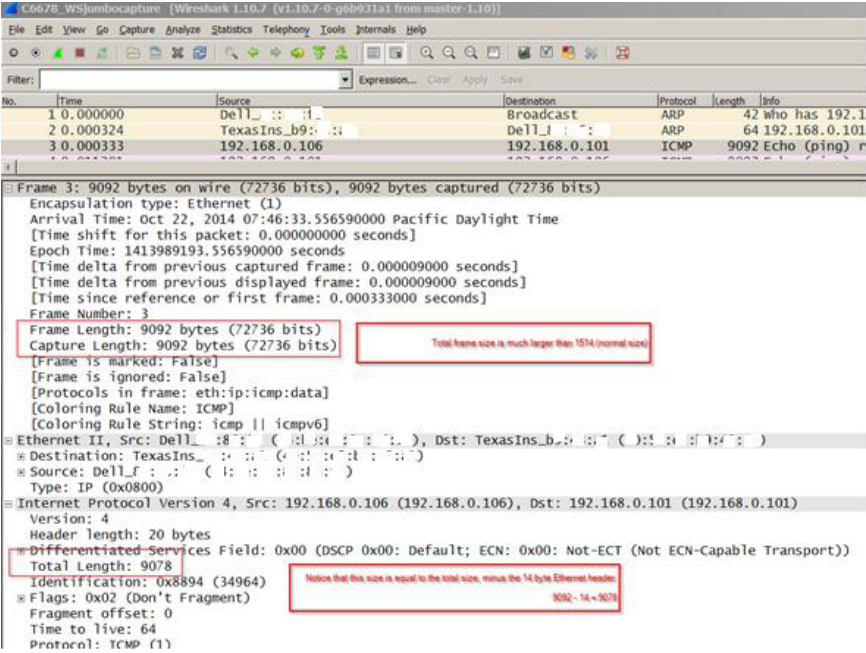 C6678_WSJumbocapture [Wireshark 1.10.7 (v1.10.7-0-g6b931a1 from master-1.10)]
File Edit View Go Capture Analyze Statistics Telephony Tools Internals Help
Filter: Expression... Clear Apply Save
No. Time Source Destination Protocol Length Info
1 0.000000 Dell_ Broadcast ARP 42 Who has 192.1
2 0.000324 TexasIns_b9: Dell_ ARP 64 192.168.0.101
3 0.000333 192.168.0.106 192.168.0.101 ICMP 9092 Echo (ping) r
Frame 3: 9092 bytes on wire (72736 bits), 9092 bytes captured (72736 bits)
Encapsulation type: Ethernet (1)
Arrival Time: Oct 22, 2014 07:46:33.556590000 Pacific Daylight Time
[Time shift for this packet: 0.000000000 seconds]
Epoch Time: 1413989193.556590000 seconds
[Time delta from previous captured frame: 0.000009000 seconds]
[Time delta from previous displayed frame: 0.000009000 seconds]
[Time since reference or first frame: 0.000333000 seconds]
Frame Number: 3
Frame Length: 9092 bytes (72736 bits)
Capture Length: 9092 bytes (72736 bits)
Total frame size is much larger than 1514 (normal size)
[Frame is marked: False]
[Frame is ignored: False]
[Protocols in frame: eth:ip:icmp:data]
[Coloring Rule Name: ICMP]
[Coloring Rule String: icmp || icmpv6]
Ethernet II, Src: Dell_ Dst: TexasIns_b
Destination: TexasIns_
Source: Dell_
Type: IP (0x0800)
Internet Protocol Version 4, Src: 192.168.0.106 (192.168.0.106), Dst: 192.168.0.101 (192.168.0.101)
Version: 4
Header length: 20 bytes
Differentiated Services Field: 0x00 (DSCP 0x00: Default; ECN: 0x00: Not-ECT (Not ECN-Capable Transport))
Total Length: 9078
Identification: 0x8894 (34964)
Notice that this size is equal to the total size, minus the 14 byte Ethernet header.
9092 - 14 = 9078
Flags: 0x02 (Don't Fragment)
Fragment offset: 0
Time to live: 64
Protocol: ICMP (1)